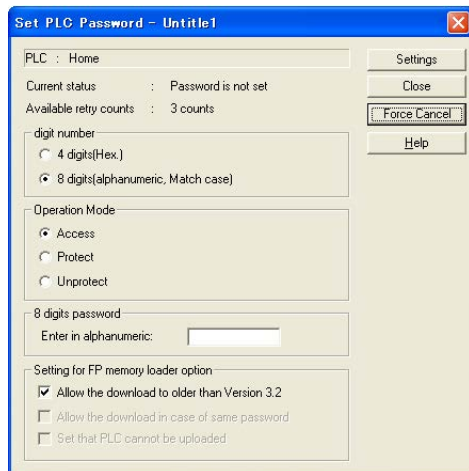 Set PLC Password - Untitle1
PLC : Home
Settings
Current status : Password is not set
Close
Available retry counts : 3 counts
Force Cancel
digit number
Help
4 digits(Hex.)
8 digits(alphanumeric, Match case)
Operation Mode
Access
Protect
Unprotect
8 digits password
Enter in alphanumeric:
Setting for FP memory loader option
Allow the download to older than Version 3.2
Allow the download in case of same password
Set that PLC cannot be uploaded